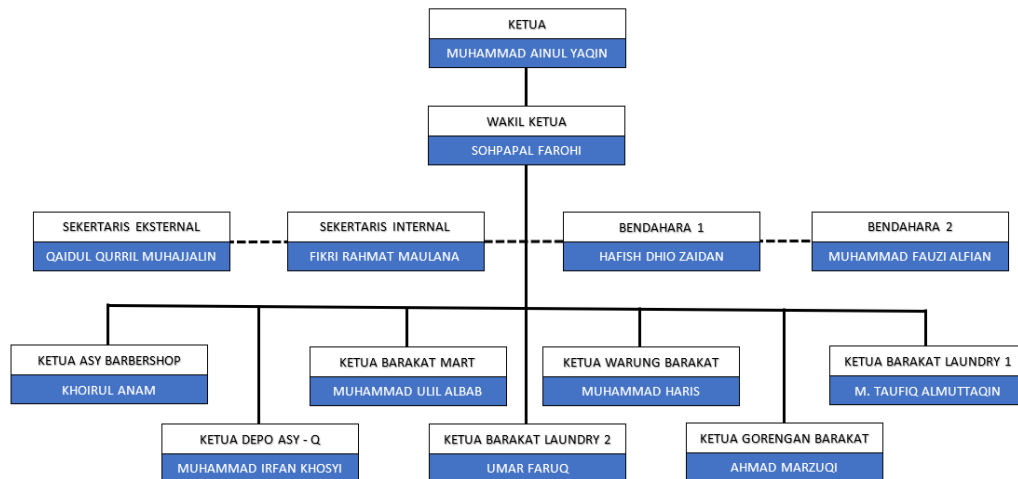 KETUA
MUHAMMAD AINUL YAQIN
WAKIL KETUA
SOHPAPAL FAROHI
SEKERTARIS EKSTERNAL
QAIDUL QURRIL MUHAJJALIN
SEKERTARIS INTERNAL
FIKRI RAHMAT MAULANA
BENDAHARA 1
HAFISH DHIO ZAIDAN
BENDAHARA 2
MUHAMMAD FAUZI ALFIAN
KETUA ASY BARBERSHOP
KHOIRUL ANAM
KETUA BARAKAT MART
MUHAMMAD ULIL ALBAB
KETUA WARUNG BARAKAT
MUHAMMAD HARIS
KETUA BARAKAT LAUNDRY 1
M. TAUFIQ ALMUTTAQIN
KETUA DEPO ASY - Q
MUHAMMAD IRFAN KHOSYI
KETUA BARAKAT LAUNDRY 2
UMAR FARUQ
KETUA GORENGAN BARAKAT
AHMAD MARZUQI